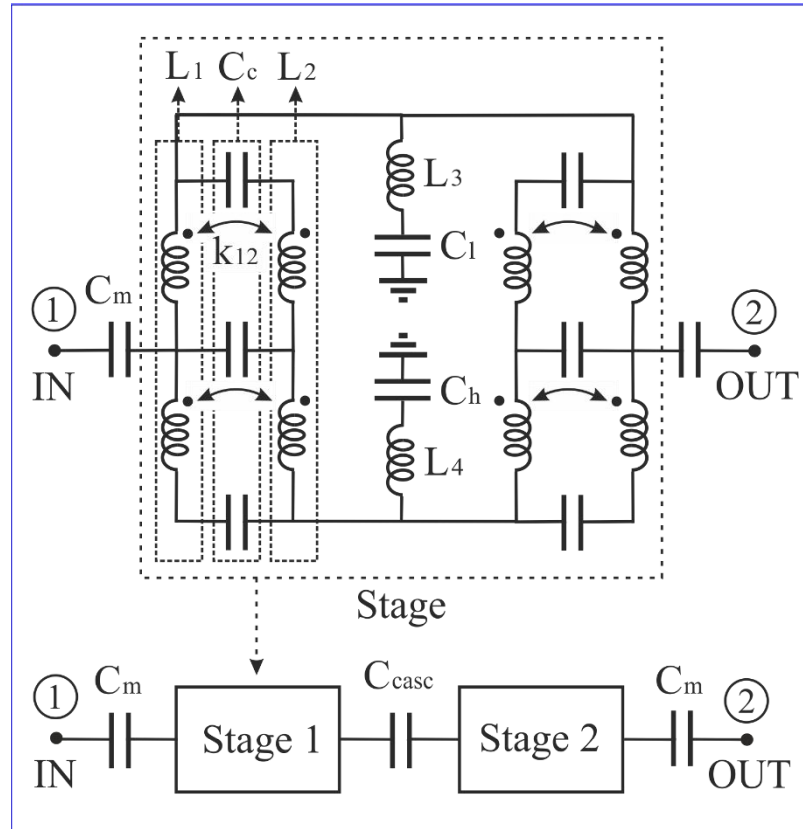 L1 Cc L2
L3
k12
Cl
Cm
1
2
IN
OUT
Ch
L4
Stage
1
Cm
Ccasc
Cm
2
Stage 1
Stage 2
IN
OUT